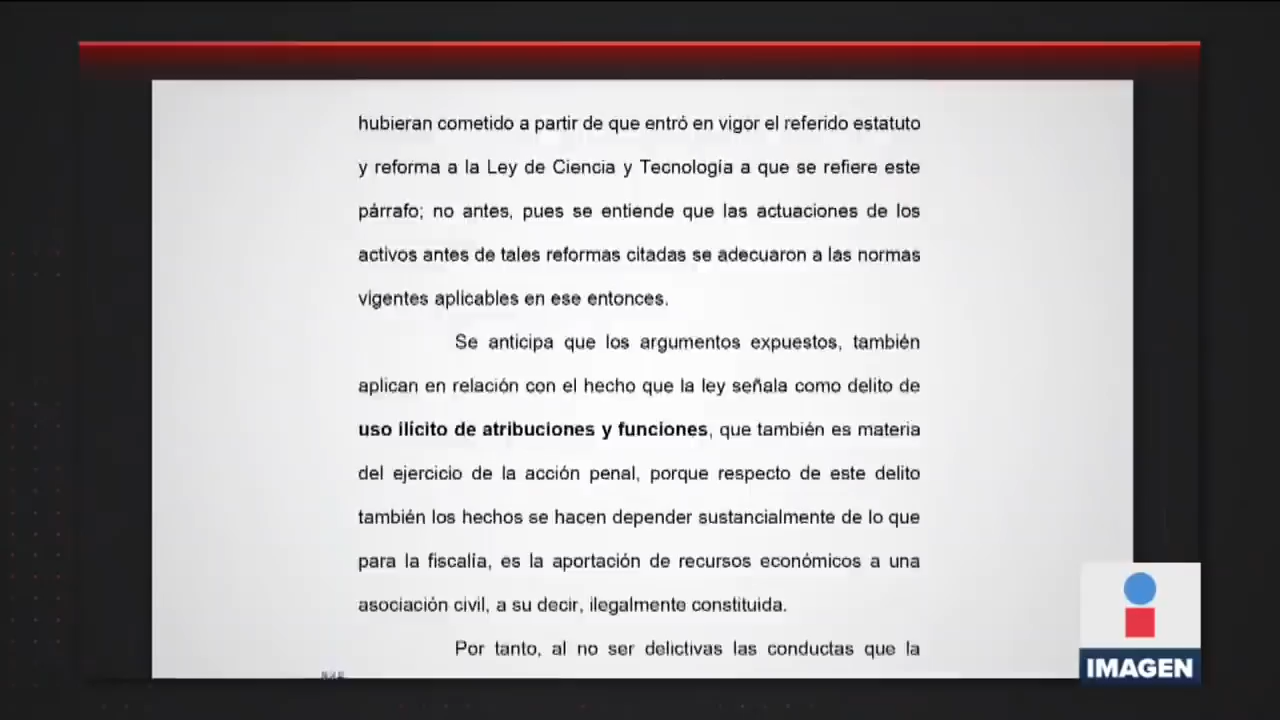 hubieran cometido a partir de que entró en vigor el referido estatuto
y reforma a la Ley de Ciencia y Tecnología a que se refiere este
párrafo; no antes, pues se entiende que las actuaciones de los
activos antes de tales reformas citadas se adecuaron a las normas
vigentes aplicables en ese entonces.
Se anticipa que los argumentos expuestos, también
aplican en relación con el hecho que la ley señala como delito de
uso ilícito de atribuciones y funciones, que también es materia
del ejercicio de la acción penal, porque respecto de este delito
también los hechos se hacen depender sustancialmente de lo que
para la fiscalía, es la aportación de recursos económicos a una
asociación civil, a su decir, ilegalmente constituida.
Por tanto, al no ser delictivas las conductas que la
IMAGEN